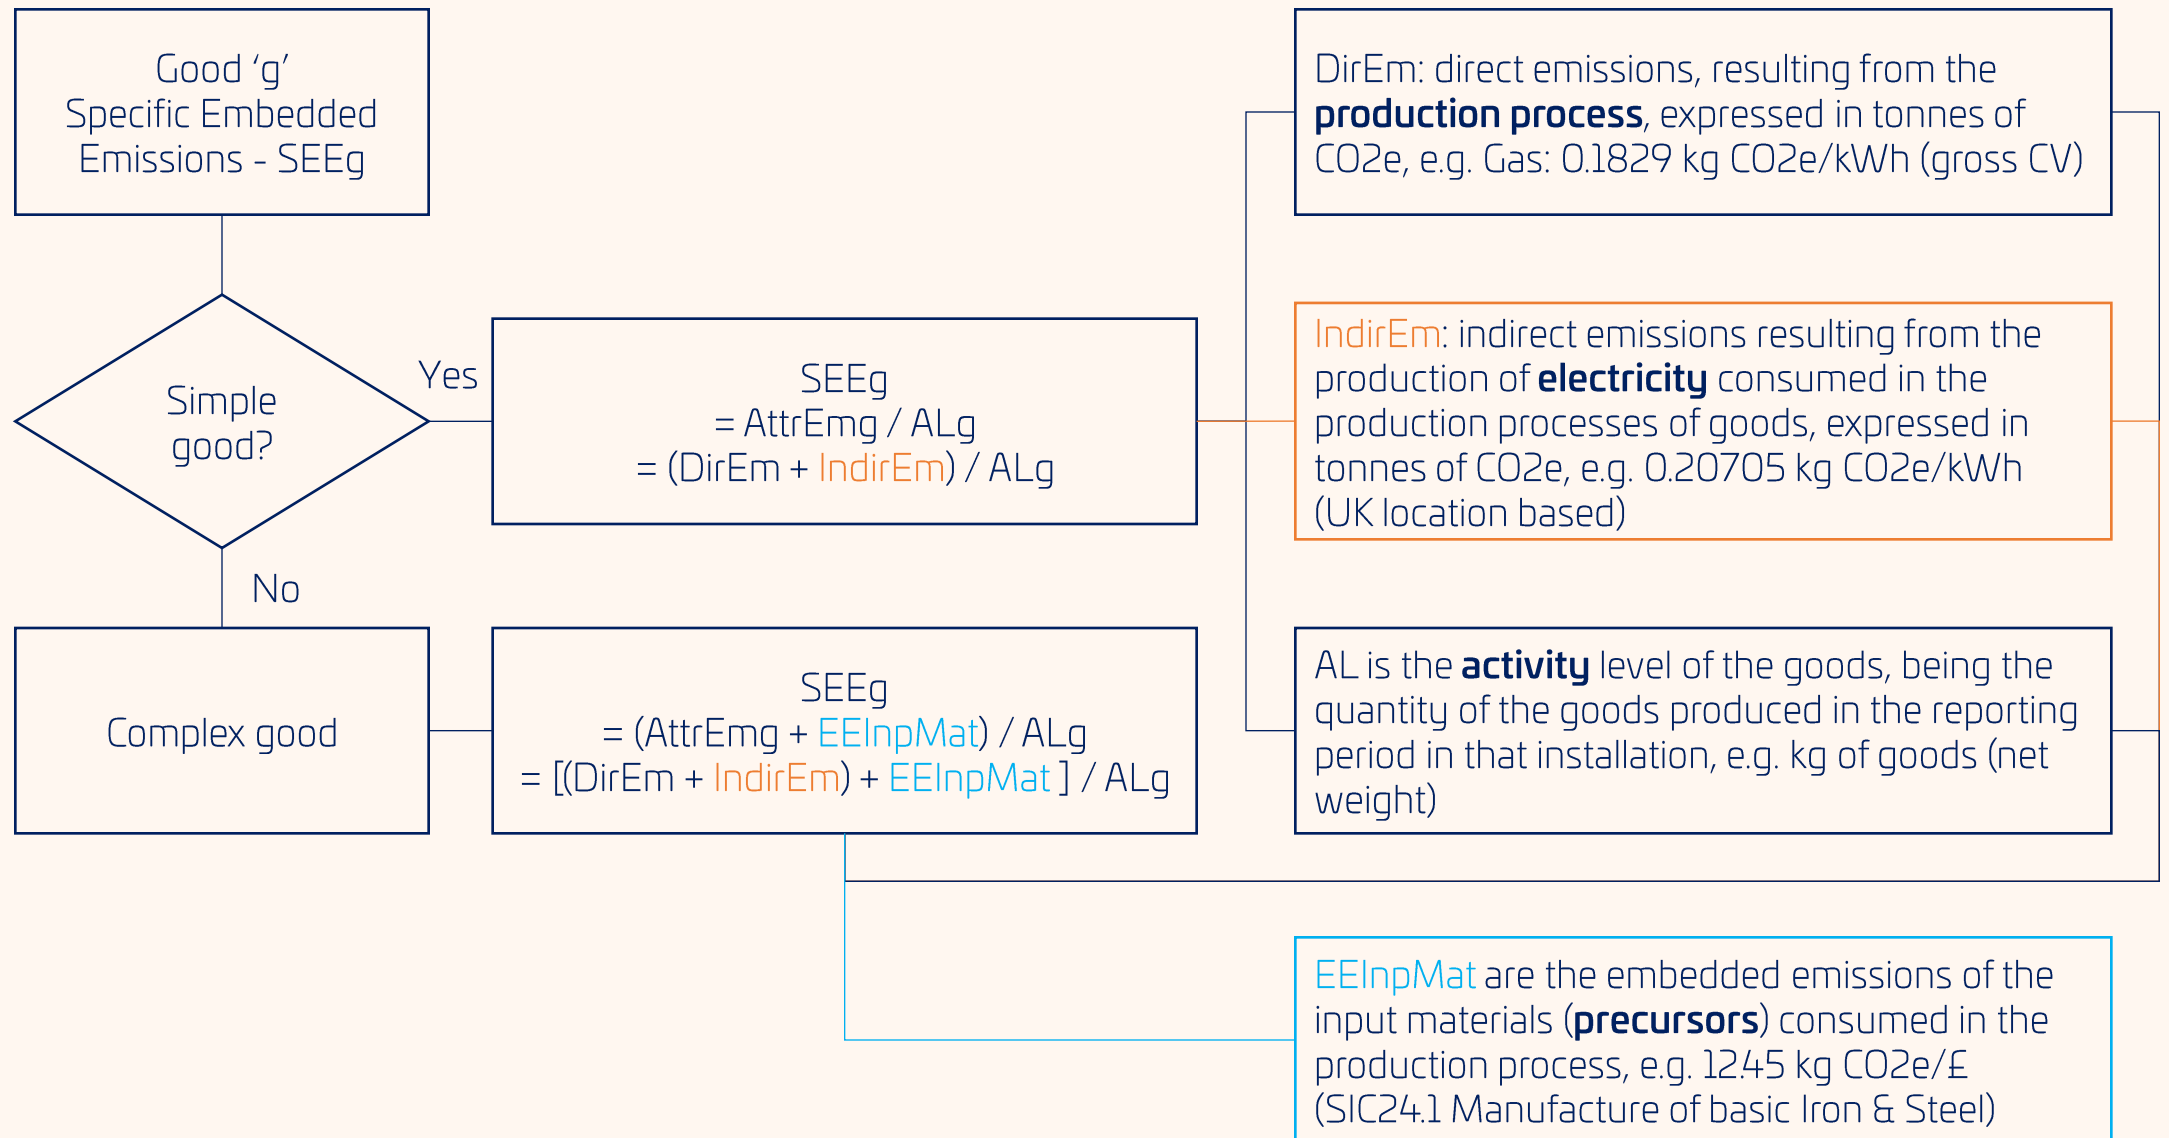 Good ‘g’
Specific Embedded
Emissions - SEEg
Simple
good?
Yes
No
SEEg
= AttrEmg / ALg
= (DirEm + IndirEm) / ALg
Complex good
SEEg
= (AttrEmg + EEInpMat) / ALg
= [(DirEm + IndirEm) + EEInpMat ] / ALg
DirEm: direct emissions, resulting from the
production process, expressed in tonnes of
CO2e, e.g. Gas: 0.1829 kg CO2e/kWh (gross CV)
IndirEm: indirect emissions resulting from the
production of electricity consumed in the
production processes of goods, expressed in
tonnes of CO2e, e.g. 0.20705 kg CO2e/kWh
(UK location based)
AL is the activity level of the goods, being the
quantity of the goods produced in the reporting
period in that installation, e.g. kg of goods (net
weight)
EEInpMat are the embedded emissions of the
input materials (precursors) consumed in the
production process, e.g. 12.45 kg CO2e/£
(SIC24.1 Manufacture of basic Iron & Steel)